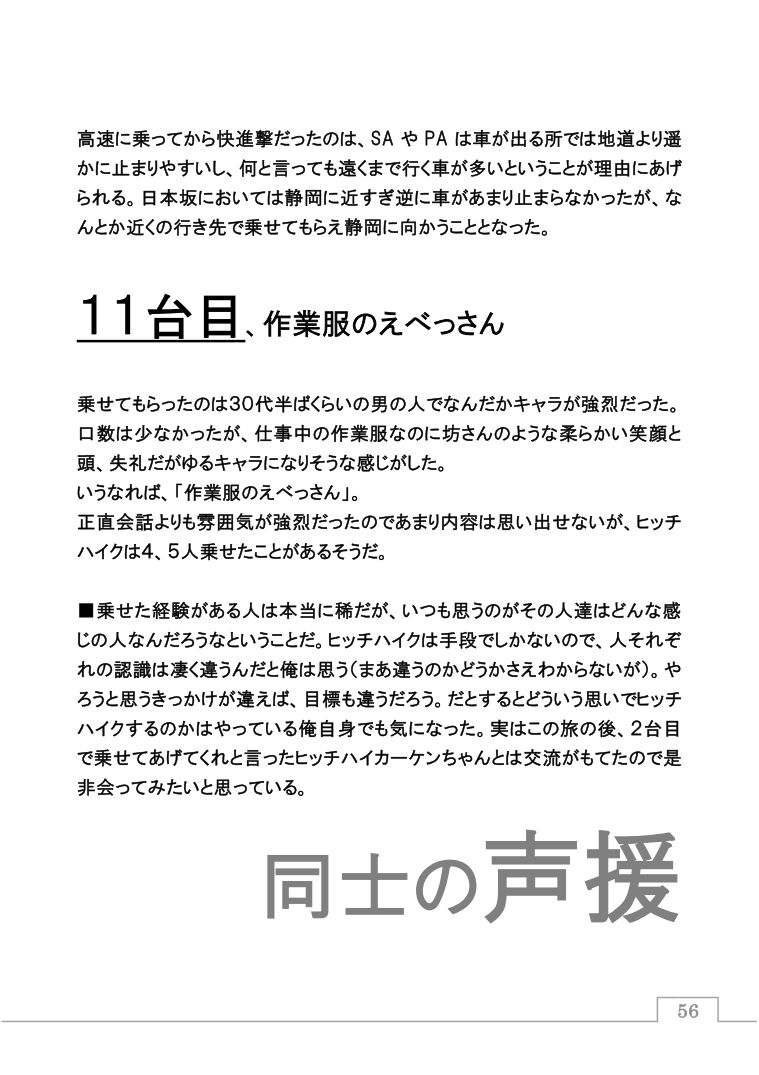 高速に乗ってから快進撃だったのは、SA や PA は車が出る所では地道より遥
かに止まりやすいし、何と言っても遠くまで行く車が多いということが理由にあげ
られる。日本坂においては静岡に近すぎ逆に車があまり止まらなかったが、な
んとか近くの行き先で乗せてもらえ静岡に向かうこととなった。
11台目、作業服のえべっさん
乗せてもらったのは30代半ばくらいの男の人でなんだかキャラが強烈だった。
口数は少なかったが、仕事中の作業服なのに坊さんのような柔らかい笑顔と
頭、失礼だがゆるキャラになりそうな感じがした。
いうなれば、「作業服のえべっさん」。
正直会話よりも雰囲気が強烈だったのであまり内容は思い出せないが、ヒッチ
ハイクは4、5人乗せたことがあるそうだ。
■乗せた経験がある人は本当に稀だが、いつも思うのがその人達はどんな感
じの人なんだろうなということだ。ヒッチハイクは手段でしかないので、人それぞ
れの認識は凄く違うんだと俺は思う(まあ違うのかどうかさえわからないが)。や
ろうと思うきっかけが違えば、目標も違うだろう。だとするとどういう思いでヒッチ
ハイクするのかはやっている俺自身でも気になった。実はこの旅の後、2台目
で乗せてあげてくれと言ったヒッチハイカーケンちゃんとは交流がもてたので是
非会ってみたいと思っている。
同士の声援
56